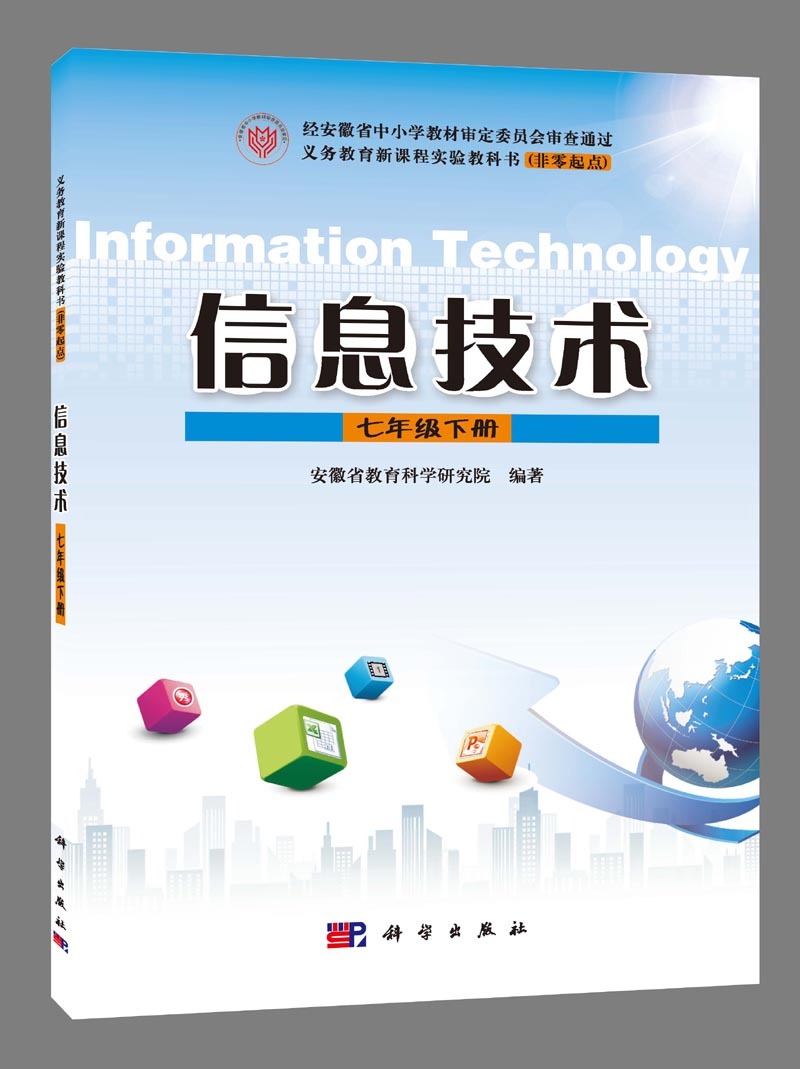 经安徽省中小学教材审定委员会审查通过
义务教育新课程实验教科书(非零起点)
Information Technology
信息技术
七年级下册
安徽省教育科学研究院 编著
科学出版社
义务教育新课程实验教科书(非零起点)
信息技术
七年级下册
科学出版社